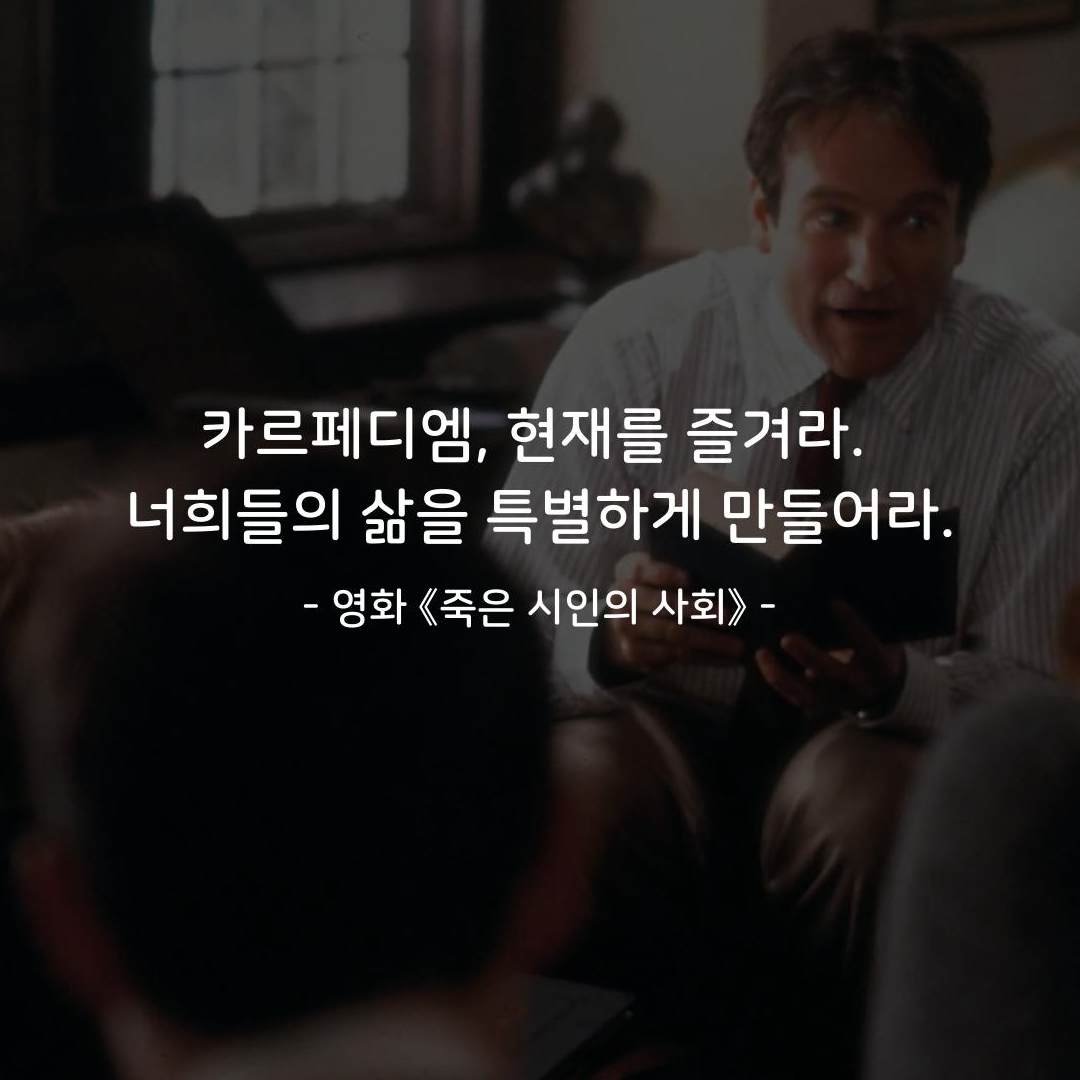 카르페디엠, 현재를 즐겨라.
너희들의 삶을 특별하게 만들어라.
- 영화 《죽은 시인의 사회》 -